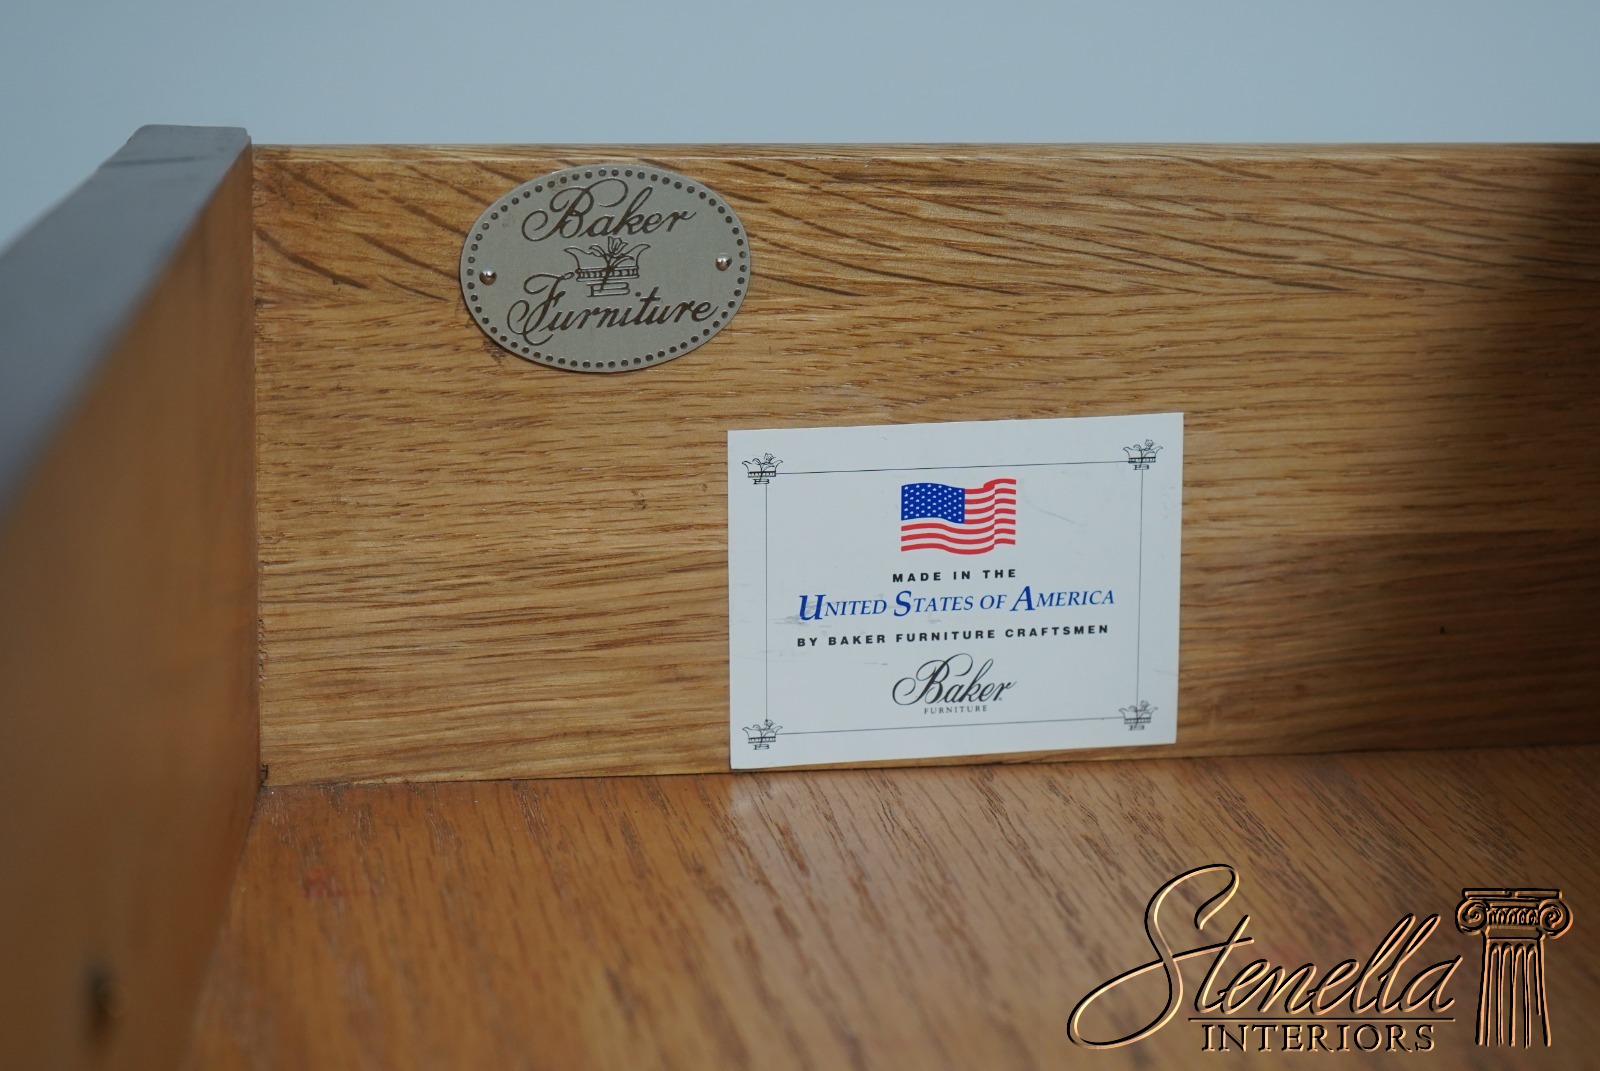 Baker
Furniture
MADE IN THE
UNITED STATES OF AMERICA
BY BAKER FURNITURE CRAFTSMEN
Baker
FURNITURE
Stenella
INTERIORS